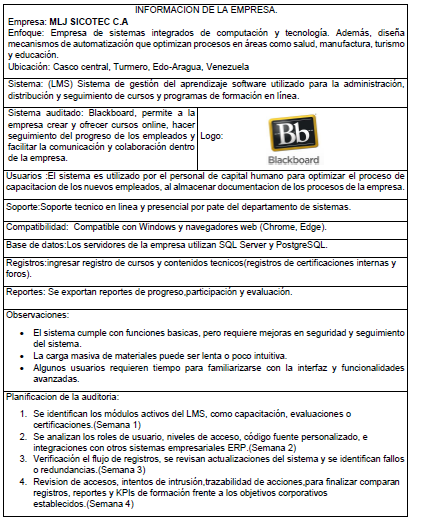 INFORMACION DE LA EMPRESA.
Empresa: MLJ SICOTEC C.A
Enfoque: Empresa de sistemas integrados de computación y tecnología. Además, diseña
mecanismos de automatización que optimizan procesos en áreas como salud, manufactura, turismo
y educación.
Ubicación: Casco central, Turmero, Edo-Aragua, Venezuela
Sistema: (LMS) Sistema de gestión del aprendizaje software utilizado para la administración,
distribución y seguimiento de cursos y programas de formación en línea.
Sistema auditado: Blackboard, permite a la
empresa crear y ofrecer cursos online, hacer
seguimiento del progreso de los empleados y
facilitar la comunicación y colaboración dentro
de la empresa.
Logo:
Bb
Blackboard
Usuarios :El sistema es utilizado por el personal de capital humano para optimizar el proceso de
capacitacion de los nuevos empleados, al almacenar documentacion de los procesos de la empresa.
Soporte:Soporte tecnico en linea y presencial por pate del departamento de sistemas.
Compatibilidad: Compatible con Windows y navegadores web (Chrome, Edge).
Base de datos:Los servidores de la empresa utilizan SQL Server y PostgreSQL.
Registros:ingresar registro de cursos y contenidos tecnicos(registros de certificaciones internas y
foros).
Reportes: Se exportan reportes de progreso,participación y evaluación.
Observaciones:
• El sistema cumple con funciones basicas, pero requiere mejoras en seguridad y seguimiento
del sistema.
• La carga masiva de materiales puede ser lenta o poco intuitiva.
• Algunos usuarios requieren tiempo para familiarizarse con la interfaz y funcionalidades
avanzadas.
Planificacion de la auditoria:
1. Se identifican los módulos activos del LMS, como capacitación, evaluaciones o
certificaciones.(Semana 1)
2. Se analizan los roles de usuario, niveles de acceso, código fuente personalizado, e
integraciones con otros sistemas empresariales ERP.(Semana 2)
3. Verificación el flujo de registros, se revisan actualizaciones del sistema y se identifican fallos
o redundancias.(Semana 3)
4. Revision de accesos, intentos de intrusión,trazabilidad de acciones,para finalizar comparan
registros, reportes y KPIs de formación frente a los objetivos corporativos
establecidos.(Semana 4)